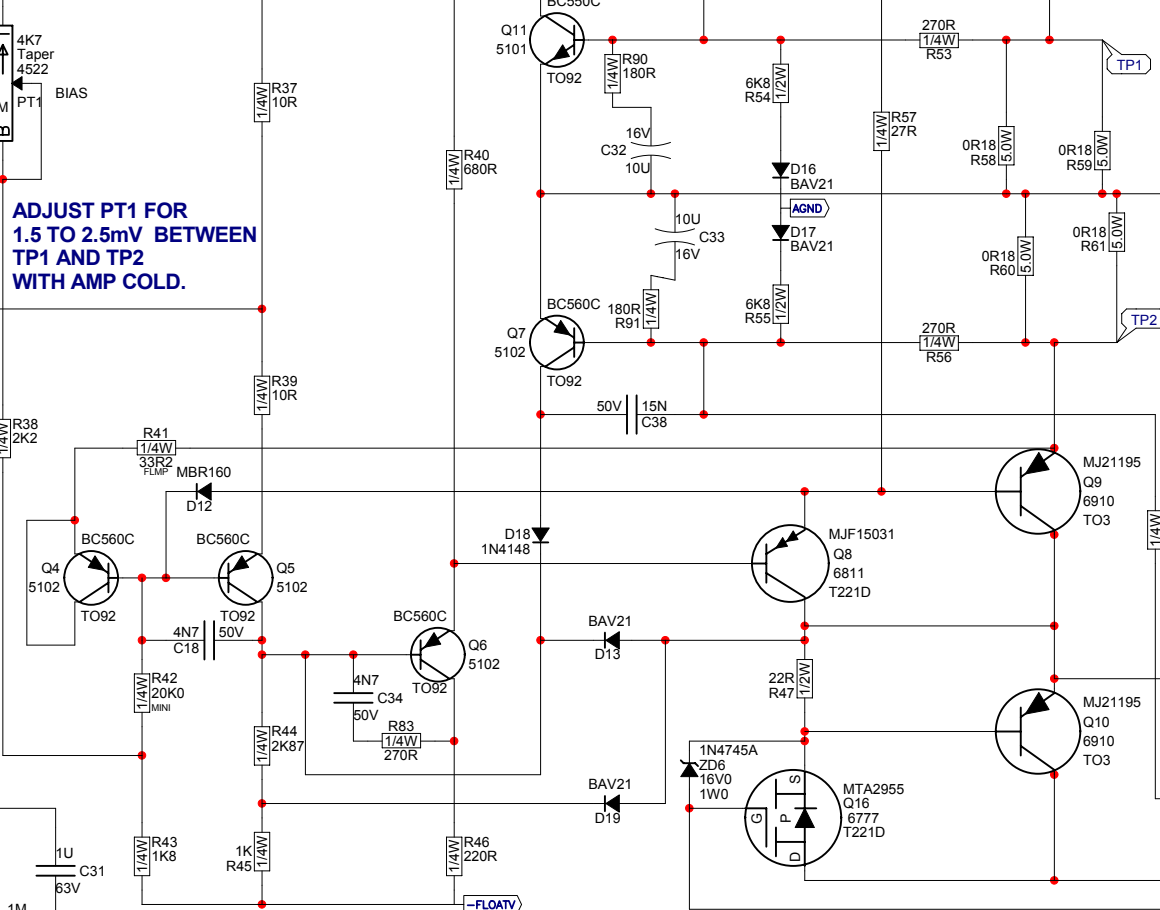 BC550C
Q11
5101
TO92
4K7
Taper
4522
PT1
BIAS
M
B
R37
10R
1/4W
R90
180R
1/4W
6K8
R54
1/2W
270R
1/4W
R53
TP1
R57
27R
1/4W
16V
C32
10U
D16
BAV21
0R18
R58
5.0W
0R18
R59
5.0W
R40
680R
1/4W
AGND
ADJUST PT1 FOR
1.5 TO 2.5mV BETWEEN
TP1 AND TP2
WITH AMP COLD.
10U
C33
16V
D17
BAV21
0R18
R60
5.0W
0R18
R61
5.0W
BC560C
Q7
5102
TO92
180R
R91
1/4W
6K8
R55
1/2W
270R
1/4W
R56
TP2
R39
10R
1/4W
50V
15N
C38
R38
2K2
1/4W
R41
1/4W
33R2
FLMP
MBR160
D12
MJ21195
Q9
6910
TO3
1/4W
BC560C
Q4
5102
TO92
BC560C
Q5
5102
TO92
D18
1N4148
MJF15031
Q8
6811
T221D
4N7
C18
50V
BC560C
Q6
5102
TO92
BAV21
D13
R42
20K0
MINI
1/4W
4N7
C34
50V
22R
R47
1/2W
MJ21195
Q10
6910
TO3
R44
2K87
1/4W
R83
1/4W
270R
1N4745A
ZD6
16V0
1W0
BAV21
D19
MTA2955
Q16
6777
T221D
S
G
P
D
1U
C31
63V
R43
1K8
1/4W
1K
R45
1/4W
R46
220R
1/4W
1M
-FLOATV